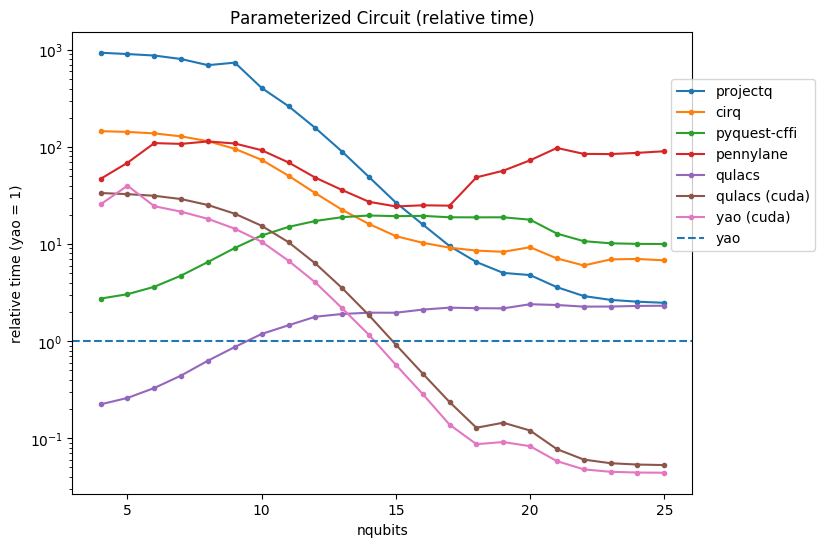 Parameterized Circuit (relative time)
relative time (yao = 1)
10³
10²
10¹
10⁰
10⁻¹
5
10
15
20
25
nqubits
projectq
cirq
pyquest-cffi
pennylane
qulacs
qulacs (cuda)
yao (cuda)
yao